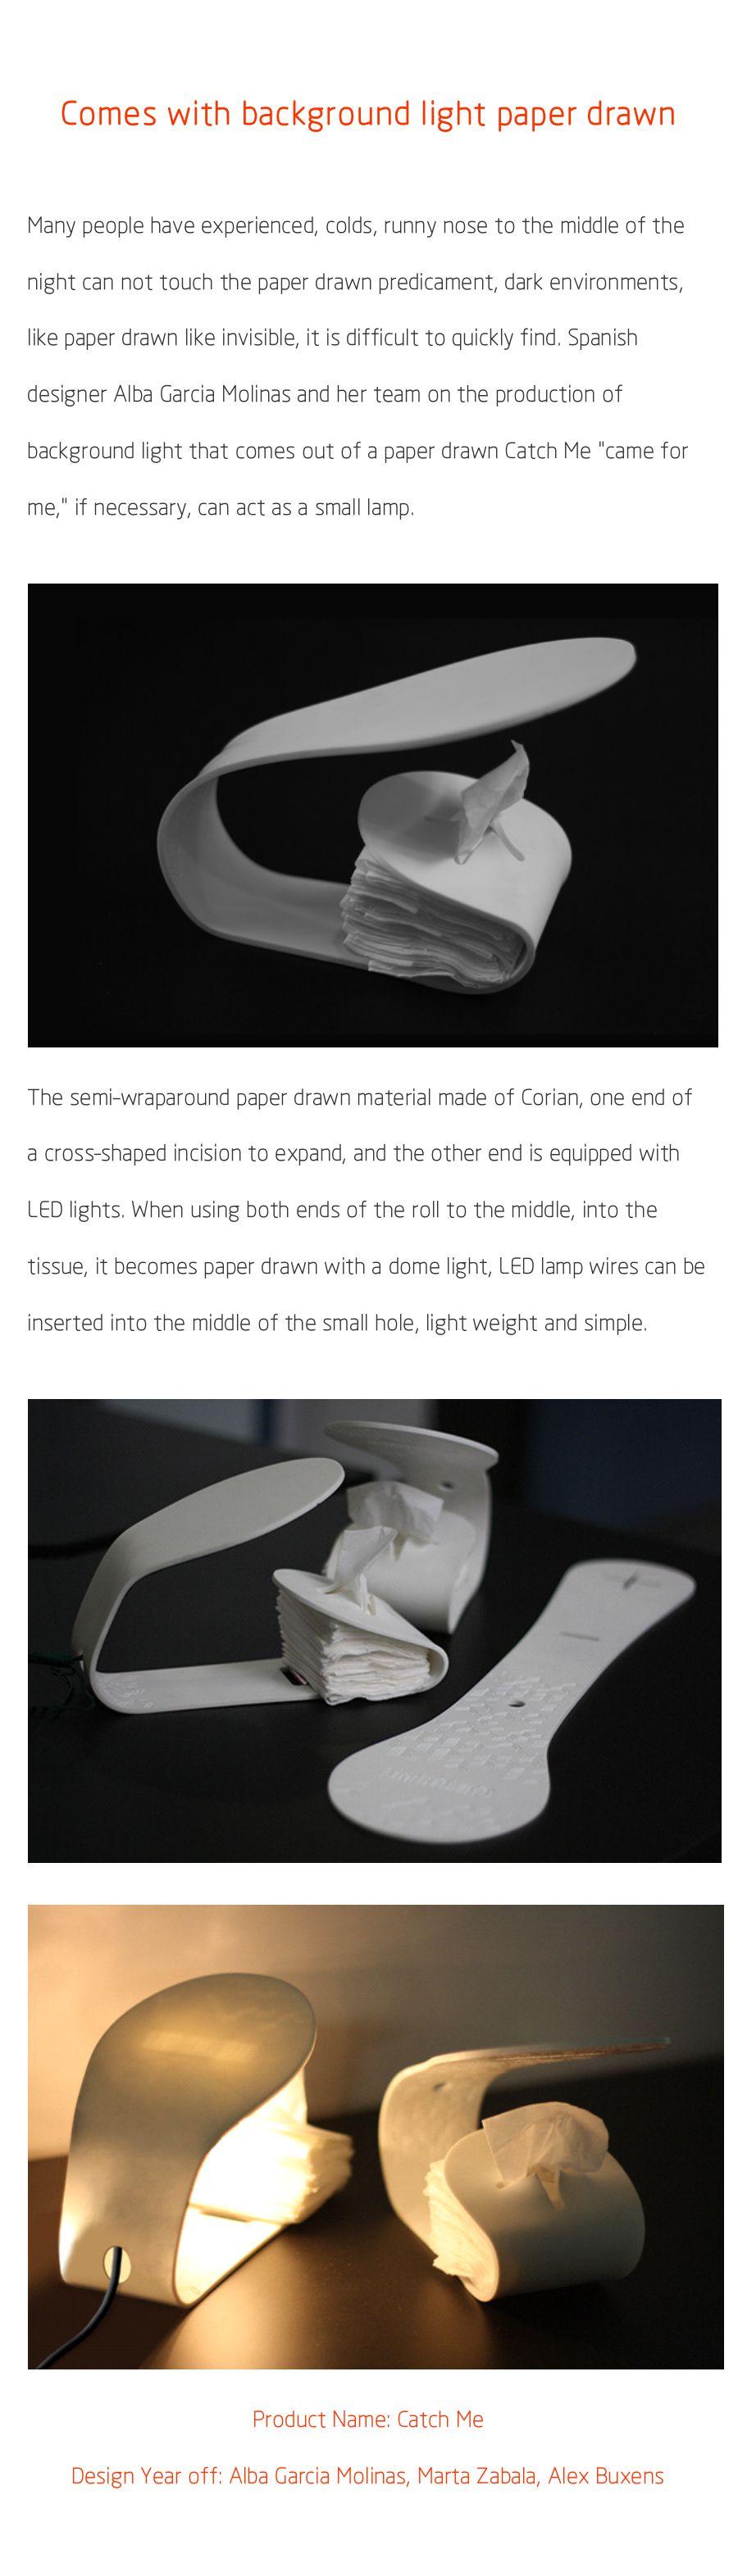 Comes with background light paper drawn
Many people have experienced, colds, runny nose to the middle of the
night can not touch the paper drawn predicament, dark environments,
like paper drawn like invisible, it is difficult to quickly find. Spanish
designer Alba Garcia Molinas and her team on the production of
background light that comes out of a paper drawn Catch Me "came for
me," if necessary, can act as a small lamp.
The semi-wraparound paper drawn material made of Corian, one end of
a cross-shaped incision to expand, and the other end is equipped with
LED lights. When using both ends of the roll to the middle, into the
tissue, it becomes paper drawn with a dome light, LED lamp wires can be
inserted into the middle of the small hole, light weight and simple.
Product Name: Catch Me
Design Year off: Alba Garcia Molinas, Marta Zabala, Alex Buxens